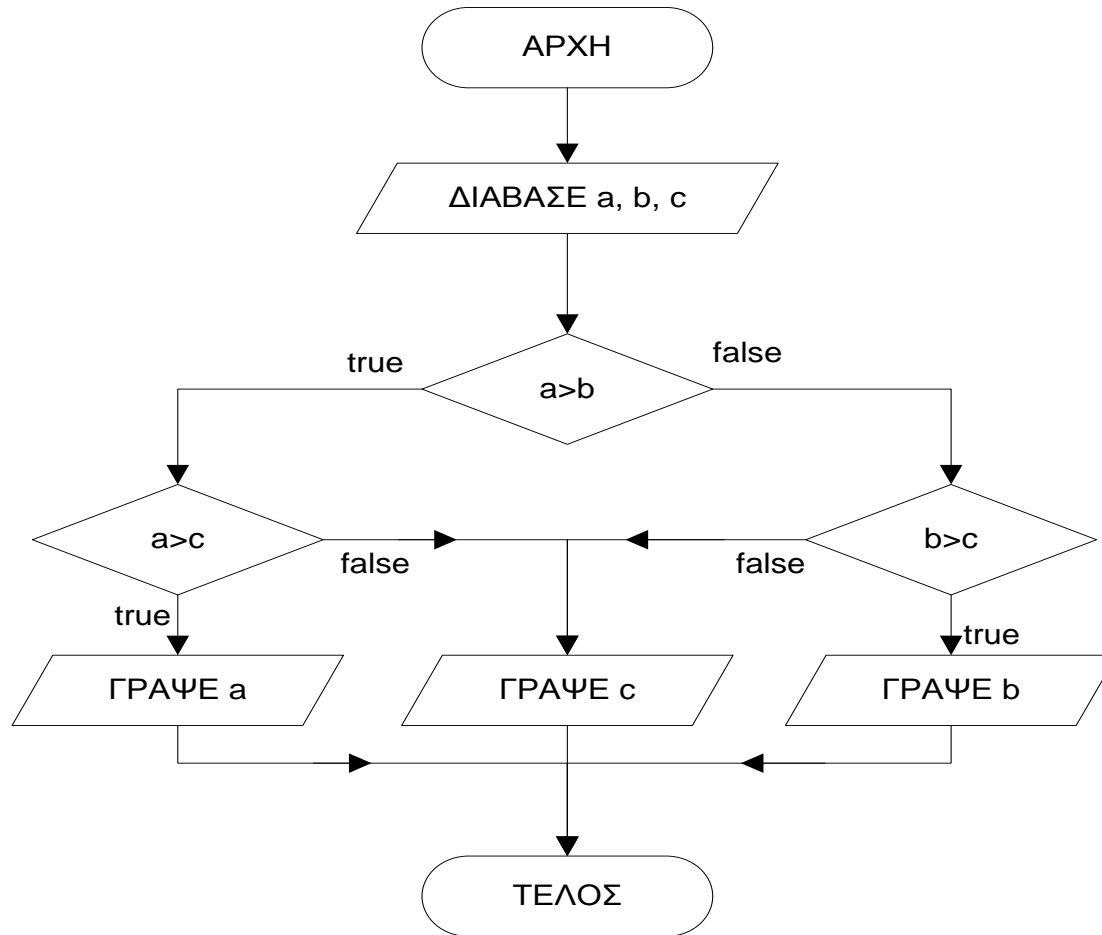 ΑΡΧΗ
ΔΙΑΒΑΣΕ a, b, c
true
false
a>b
a>c
false
false
b>c
true
true
ΓΡΑΨΕ a
ΓΡΑΨΕ c
ΓΡΑΨΕ b
ΤΕΛΟΣ